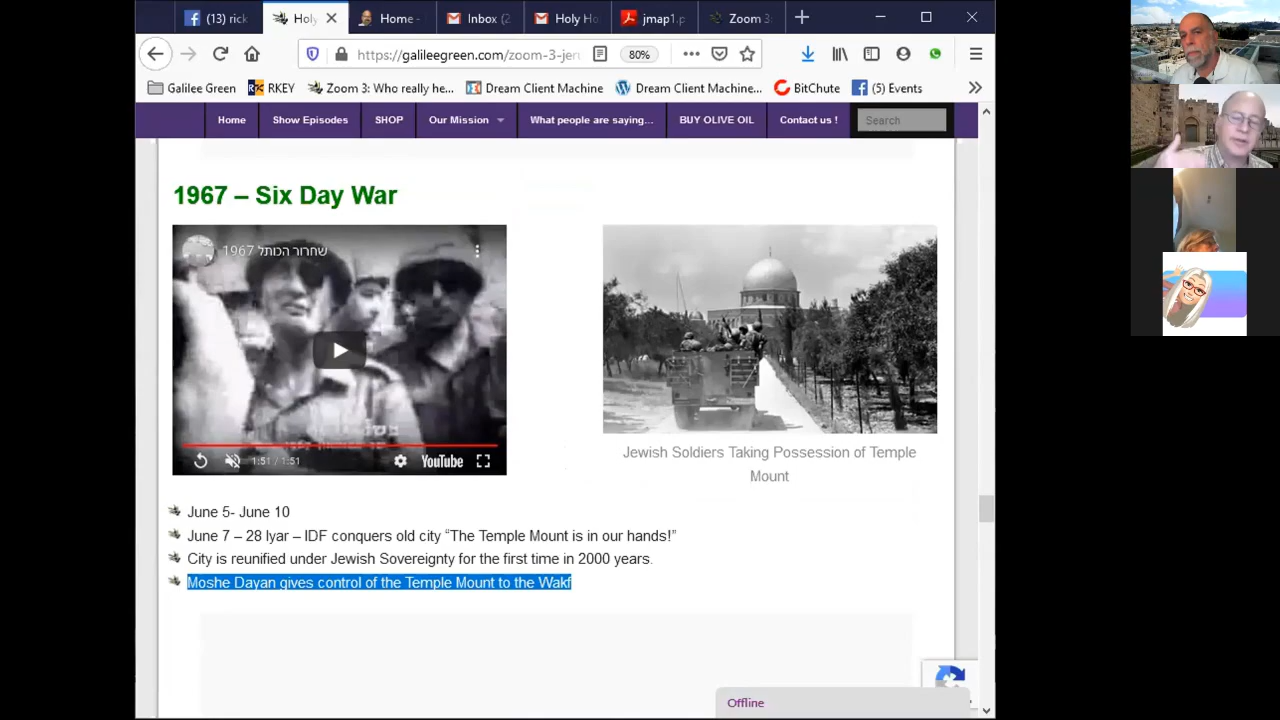 (13) rick
Holy
Home -
Inbox (2
Holy Ho
jmap1.p
Zoom 3:
https://galileegreen.com/zoom-3-jer
80%
Galilee Green
RKEY
Zoom 3: Who really he...
Dream Client Machine
Dream Client Machine...
BitChute
(5) Events
Home
Show Episodes
SHOP
Our Mission
What people are saying...
BUY OLIVE OIL
Contact us !
Search
1967 – Six Day War
שחרור הכותל 1967
1:51 / 1:51
YouTube
Jewish Soldiers Taking Possession of Temple
Mount
June 5- June 10
June 7 – 28 Iyar – IDF conquers old city “The Temple Mount is in our hands!”
City is reunified under Jewish Sovereignty for the first time in 2000 years.
Moshe Dayan gives control of the Temple Mount to the Wakf
Offline